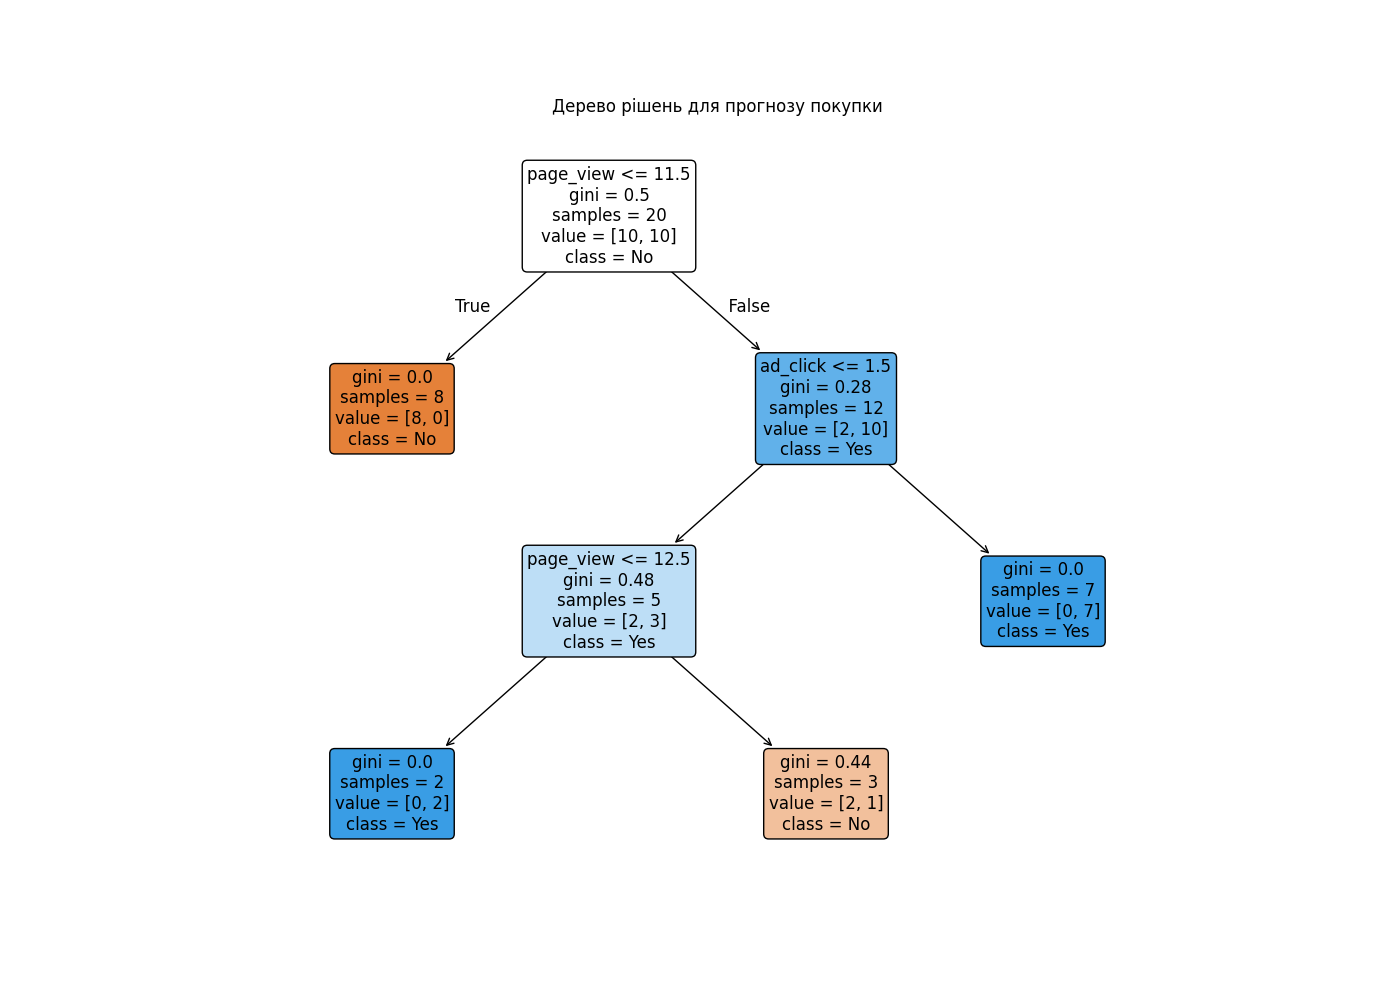 Дерево рішень для прогнозу покупки
page_view <= 11.5
gini = 0.5
samples = 20
value = [10, 10]
class = No
True
False
gini = 0.0
samples = 8
value = [8, 0]
class = No
ad_click <= 1.5
gini = 0.28
samples = 12
value = [2, 10]
class = Yes
page_view <= 12.5
gini = 0.48
samples = 5
value = [2, 3]
class = Yes
gini = 0.0
samples = 7
value = [0, 7]
class = Yes
gini = 0.0
samples = 2
value = [0, 2]
class = Yes
gini = 0.44
samples = 3
value = [2, 1]
class = No